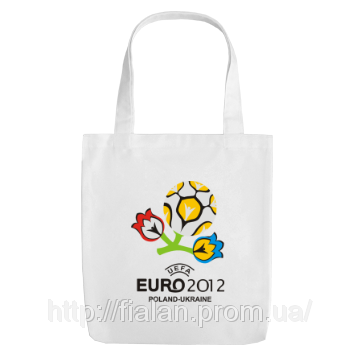 UEFA
EURO2012
POLAND-UKRAINE
http://fialan.prom.ua/